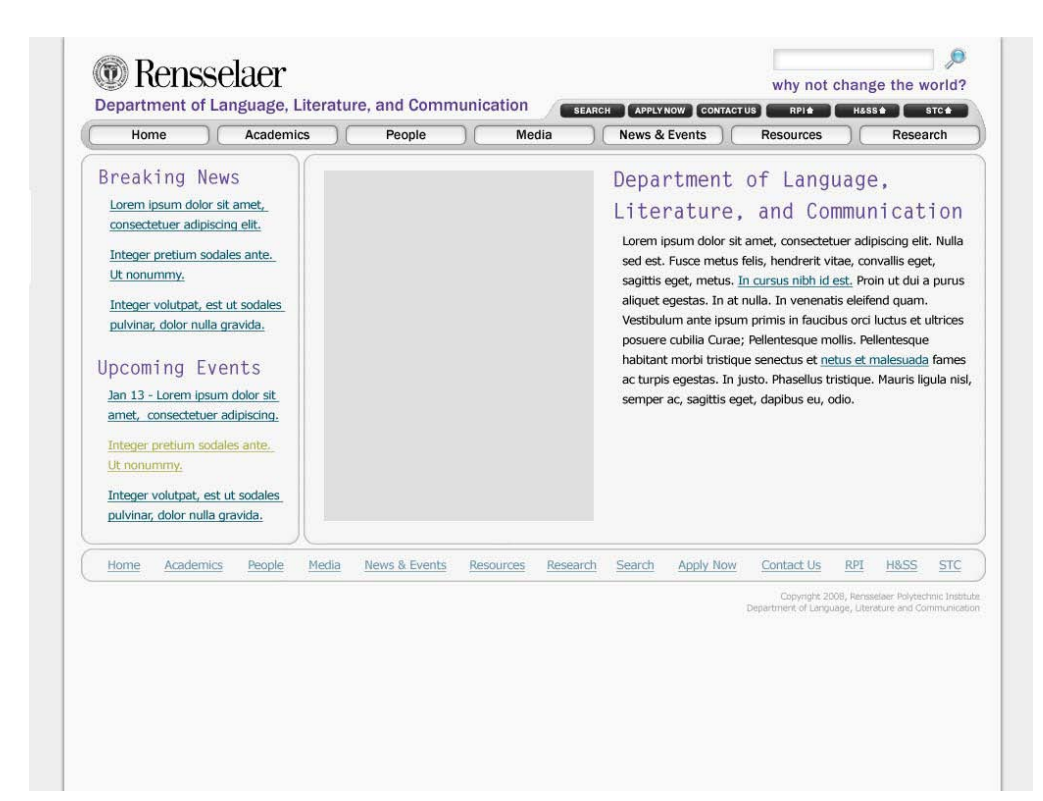 Rensselaer
why not change the world?
Department of Language, Literature, and Communication
SEARCH APPLY NOW CONTACT US RPI H&SS STC
Home Academics People Media News & Events Resources Research
Breaking News
Lorem ipsum dolor sit amet,
consectetuer adipiscing elit.
Integer pretium sodales ante.
Ut nonummy.
Integer volutpat, est ut sodales
pulvinar, dolor nulla gravida.
Upcoming Events
Jan 13 - Lorem ipsum dolor sit
amet, consectetuer adipiscing.
Integer pretium sodales ante.
Ut nonummy.
Integer volutpat, est ut sodales
pulvinar, dolor nulla gravida.
Department of Language,
Literature, and Communication
Lorem ipsum dolor sit amet, consectetuer adipiscing elit. Nulla
sed est. Fusce metus felis, hendrerit vitae, convallis eget,
sagittis eget, metus. In cursus nibh id est. Proin ut dui a purus
aliquet egestas. In at nulla. In venenatis eleifend quam.
Vestibulum ante ipsum primis in faucibus orci luctus et ultrices
posuere cubilia Curae; Pellentesque mollis. Pellentesque
habitant morbi tristique senectus et netus et malesuada fames
ac turpis egestas. In justo. Phasellus tristique. Mauris ligula nisl,
semper ac, sagittis eget, dapibus eu, odio.
Home Academics People Media News & Events Resources Research Search Apply Now Contact Us RPI H&SS STC
Copyright 2008, Rensselaer Polytechnic Institute
Department of Language, Literature and Communication